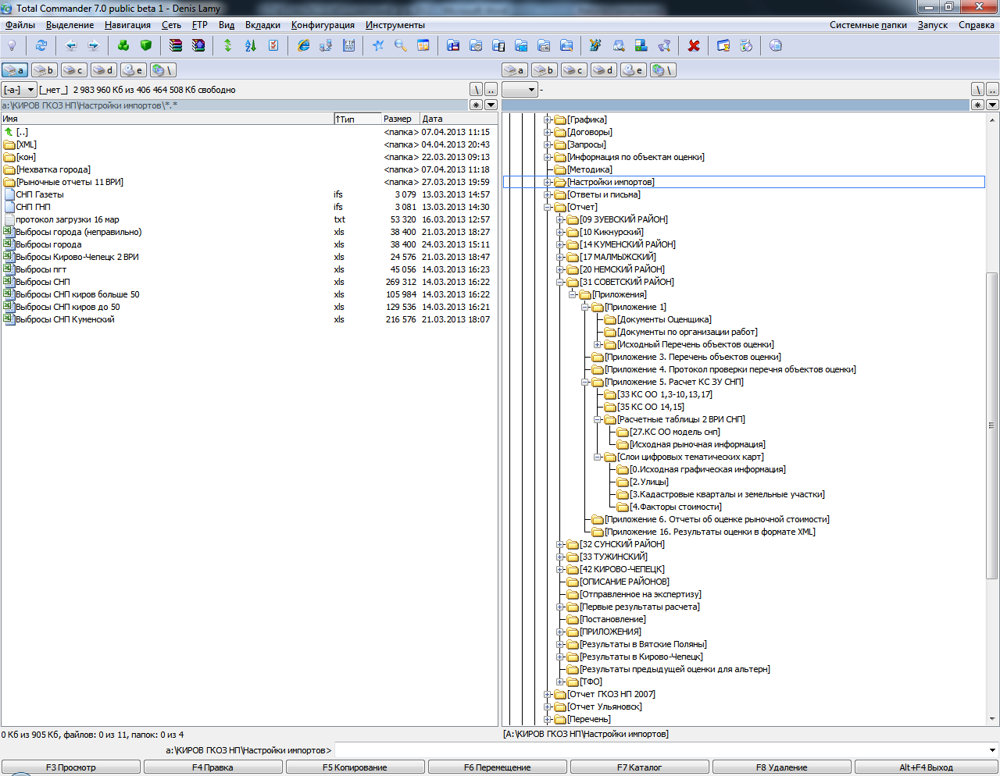 Total Commander 7.0 public beta 1 - Denis Lamy
Файлы Выделение Навигация Сеть FTP Вид Вкладки Конфигурация Инструменты Системные папки Запуск Справка
a b c d e \ a b c d e \
[-a-] [_нет_] 2 983 960 Кб из 406 464 508 Кб свободно \ .. - \ ..
a:\КИРОВ ГКОЗ НП\Настройки импортов\*.* *
Имя ↑Тип Размер Дата
[..] <папка> 07.04.2013 11:15
[XML] <папка> 04.04.2013 20:43
[кон] <папка> 22.03.2013 09:13
[Нехватка города] <папка> 07.04.2013 11:18
[Рыночные отчеты 11 ВРИ] <папка> 27.03.2013 19:59
СНП Газеты ifs 3 079 13.03.2013 14:57
СНП ГНП ifs 3 081 13.03.2013 14:30
протокол загрузки 16 мар txt 53 320 16.03.2013 12:57
Выбросы города (неправильно) xls 38 400 21.03.2013 18:27
Выбросы города xls 38 400 24.03.2013 15:11
Выбросы Кирово-Чепецк 2 ВРИ xls 24 576 21.03.2013 18:47
Выбросы пгт xls 45 056 14.03.2013 16:23
Выбросы СНП xls 269 312 14.03.2013 16:22
Выбросы СНП киров больше 50 xls 105 984 14.03.2013 16:22
Выбросы СНП киров до 50 xls 129 536 14.03.2013 16:21
Выбросы СНП Куменский xls 216 576 21.03.2013 18:07
[Графика]
[Договоры]
[Запросы]
[Информация по объектам оценки]
[Методика]
[Настройки импортов]
[Ответы и письма]
[Отчет]
[09 ЗУЕВСКИЙ РАЙОН]
[10 Кикнурский]
[14 КУМЕНСКИЙ РАЙОН]
[17 МАЛМЫЖСКИЙ]
[20 НЕМСКИЙ РАЙОН]
[31 СОВЕТСКИЙ РАЙОН]
[Приложения]
[Приложение 1]
[Документы Оценщика]
[Документы по организации работ]
[Исходный Перечень объектов оценки]
[Приложение 3. Перечень объектов оценки]
[Приложение 4. Протокол проверки перечня объектов оценки]
[Приложение 5. Расчет КС ЗУ СНП]
[33 КС ОО 1,3-10,13,17]
[35 КС ОО 14,15]
[Расчетные таблицы 2 ВРИ СНП]
[27.КС ОО модель снп]
[Исходная рыночная информация]
[Слои цифровых тематических карт]
[0.Исходная графическая информация]
[2.Улицы]
[3.Кадастровые кварталы и земельные участки]
[4.Факторы стоимости]
[Приложение 6. Отчеты об оценке рыночной стоимости]
[Приложение 16. Результаты оценки в формате XML]
[32 СУНСКИЙ РАЙОН]
[33 ТУЖИНСКИЙ]
[42 КИРОВО-ЧЕПЕЦК]
[ОПИСАНИЕ РАЙОНОВ]
[Отправленное на экспертизу]
[Первые результаты расчета]
[Постановление]
[ПРИЛОЖЕНИЯ]
[Результаты в Вятские Поляны]
[Результаты в Кирово-Чепецк]
[Результаты предыдущей оценки для альтерн]
[ТФО]
[Отчет ГКОЗ НП 2007]
[Отчет Ульяновск]
[Перечень]
0 Кб из 905 Кб, файлов: 0 из 11, папок: 0 из 4
[A:\КИРОВ ГКОЗ НП\Настройки импортов]
a:\КИРОВ ГКОЗ НП\Настройки импортов>
F3 Просмотр F4 Правка F5 Копирование F6 Перемещение F7 Каталог F8 Удаление Alt+F4 Выход